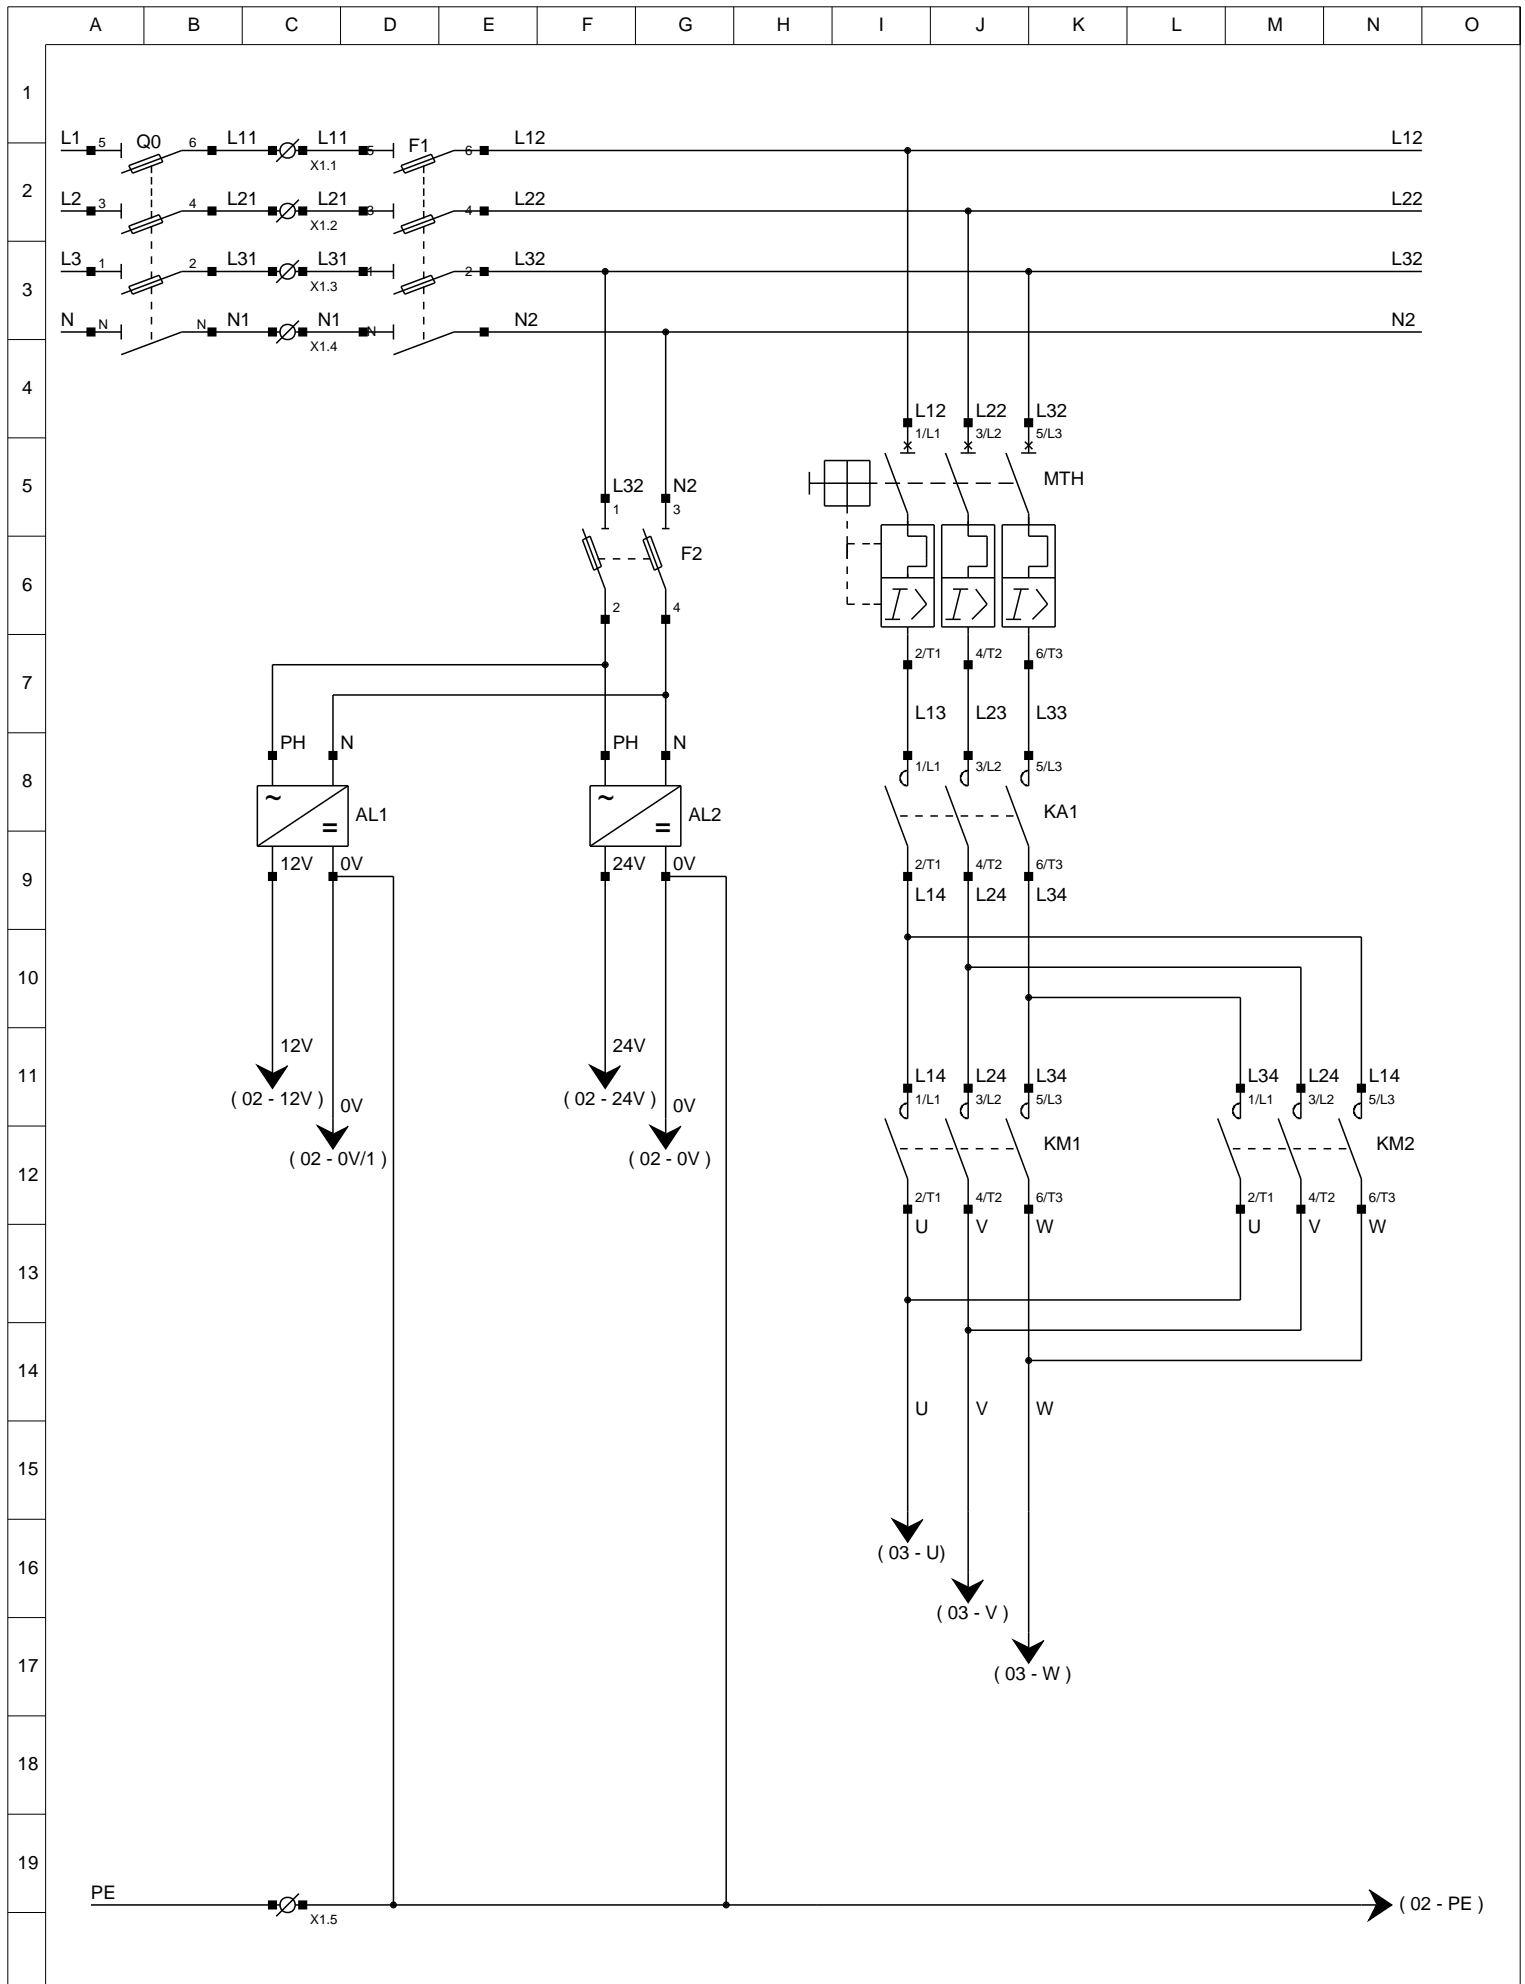 A B C D E F G H I J K L M N O
1
L1 5 Q0 6 L11 L11 5 F1 6 L12 L12
X1.1
2
L2 3 4 L21 L21 3 4 L22 L22
X1.2
L3 1 2 L31 L31 1 2 L32 L32
X1.3
3
N N N N1 N1 N N2 N2
X1.4
4
L12 L22 L32
1/L1 3/L2 5/L3
MTH
5
L32 N2
1 3
F2
6
2 4
2/T1 4/T2 6/T3
7
L13 L23 L33
PH N PH N
1/L1 3/L2 5/L3
8
~ ~
= AL1 = AL2 KA1
12V 0V 24V 0V 2/T1 4/T2 6/T3
9
L14 L24 L34
10
12V 24V
11
L14 L24 L34 L34 L24 L14
( 02 - 12V ) 0V ( 02 - 24V ) 0V 1/L1 3/L2 5/L3 1/L1 3/L2 5/L3
KM1 KM2
( 02 - 0V/1 ) ( 02 - 0V )
12
2/T1 4/T2 6/T3 2/T1 4/T2 6/T3
U V W U V W
13
14
U V W
15
( 03 - U)
16
( 03 - V )
17
( 03 - W )
18
19
PE ( 02 - PE )
X1.5